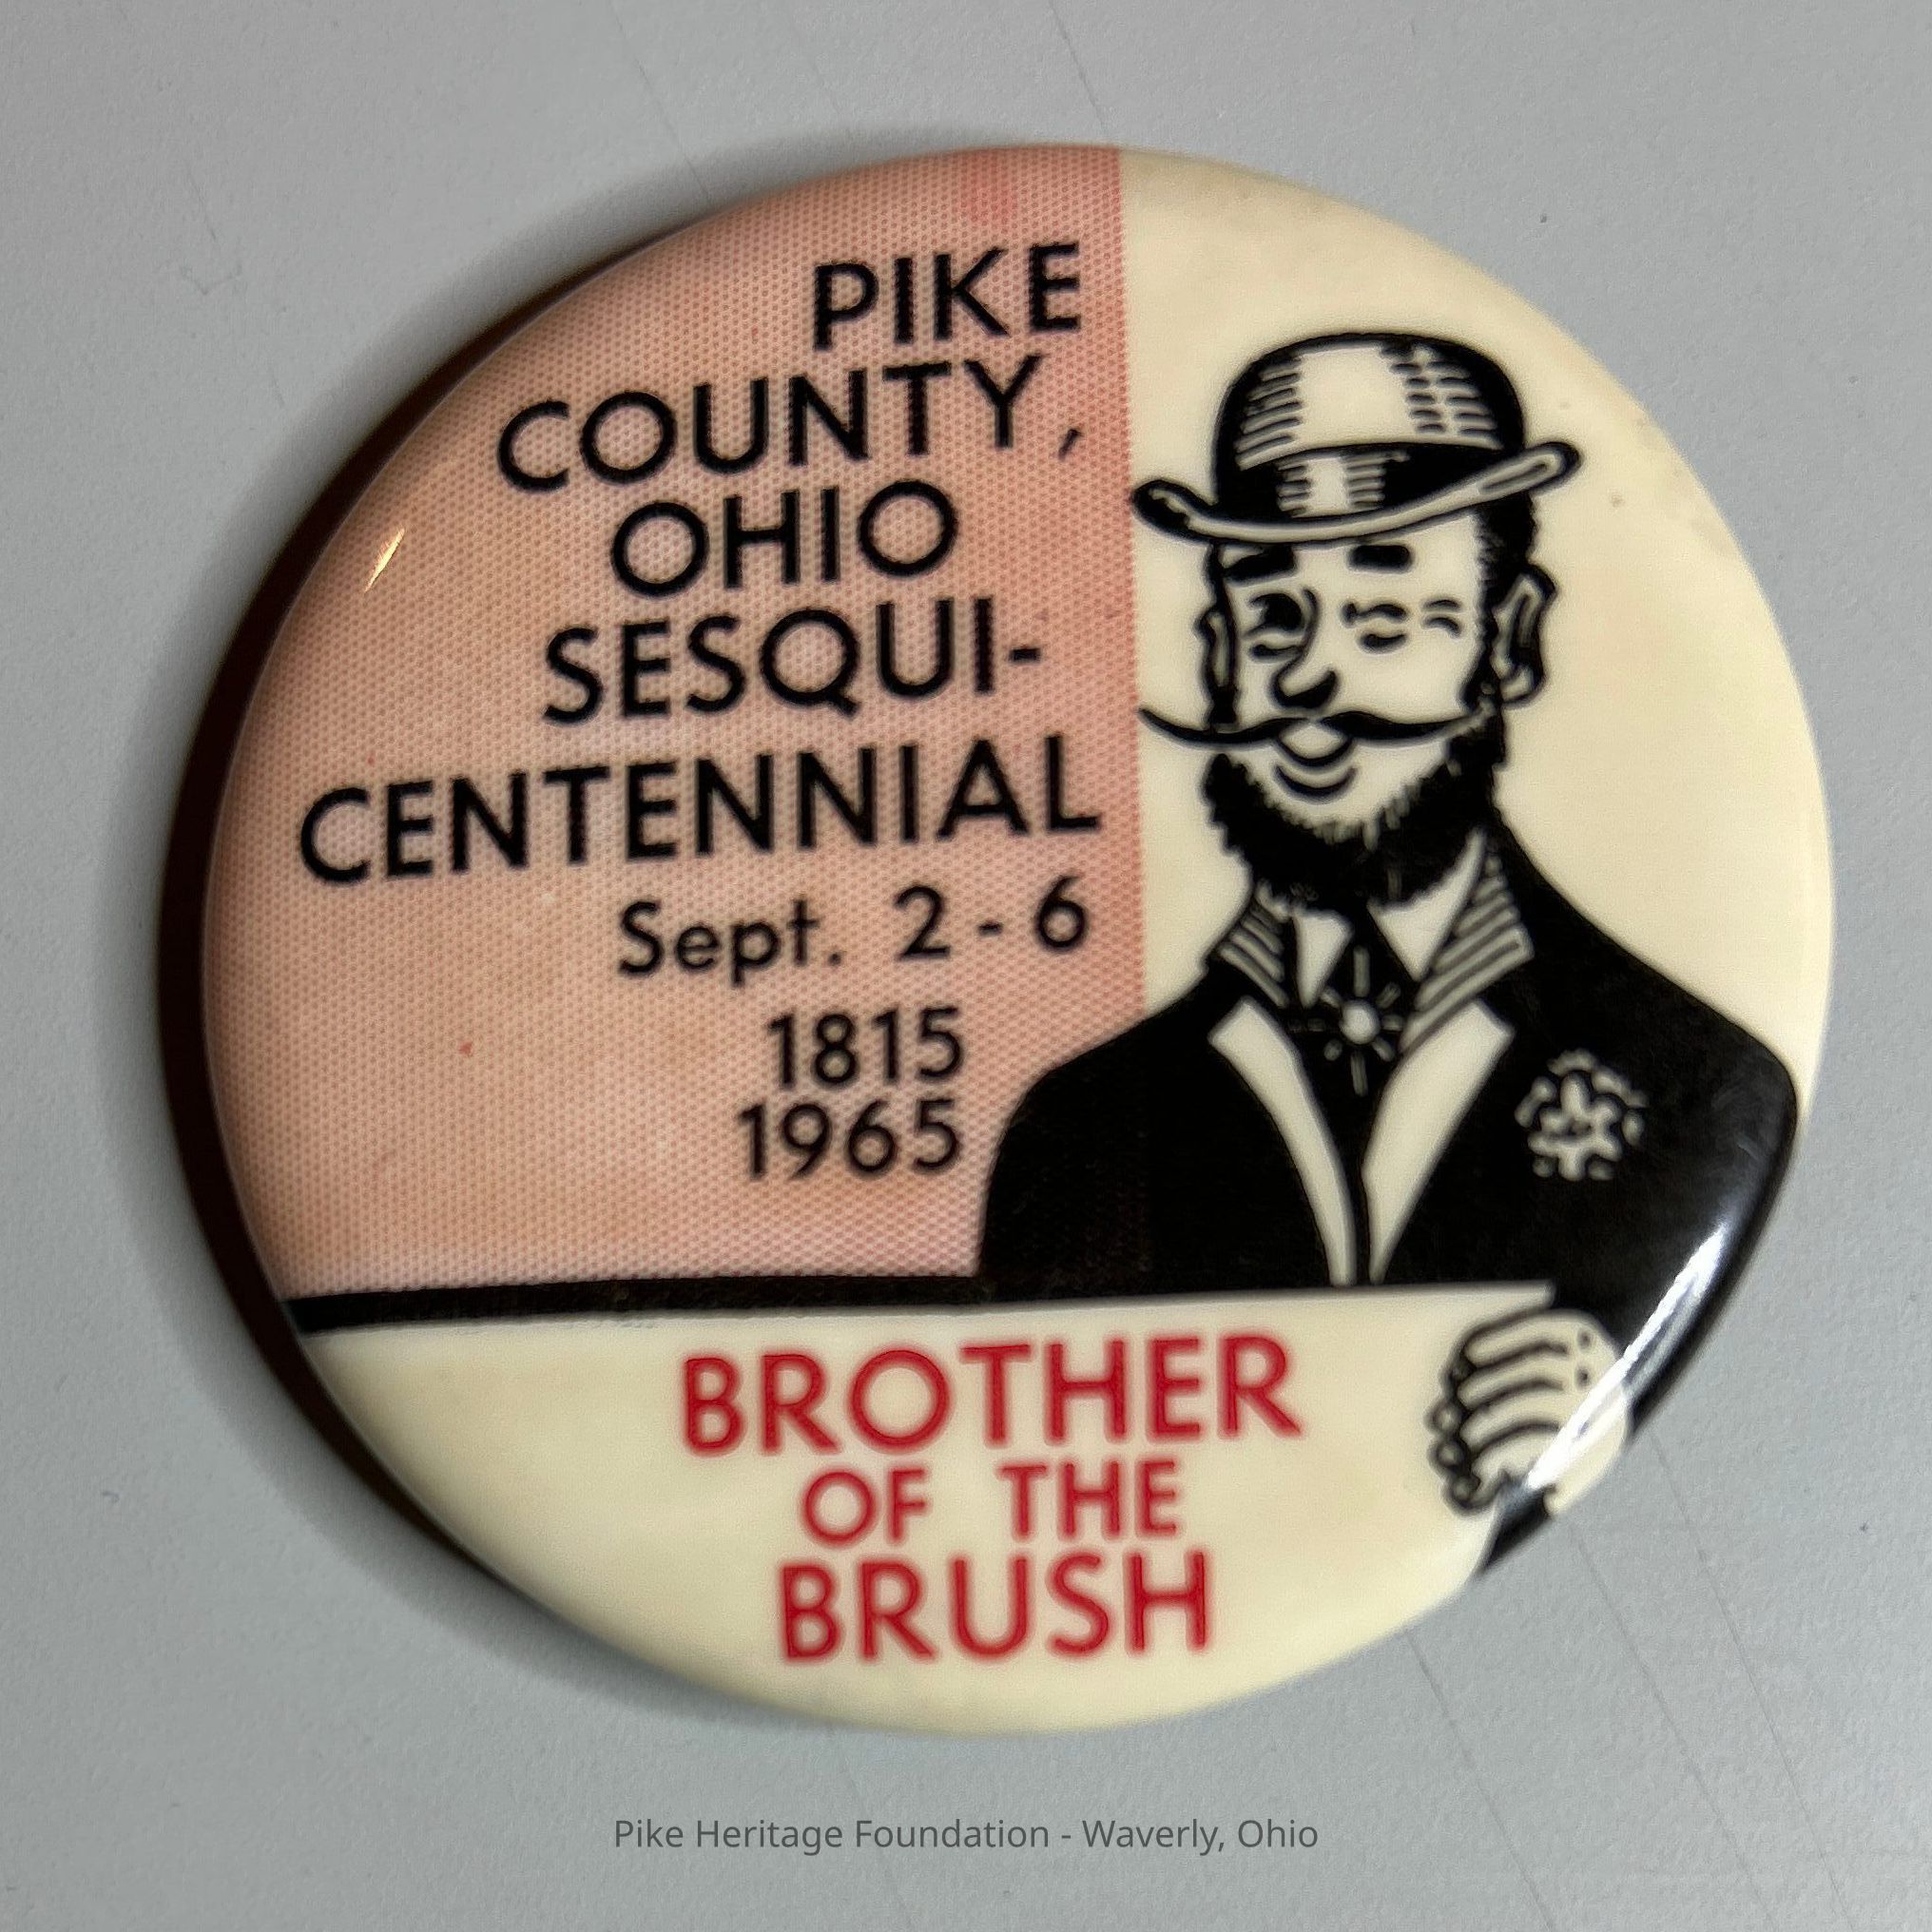 PIKE
COUNTY,
OHIO
SESQUI-
CENTENNIAL
Sept. 2 - 6
1815
1965
BROTHER
OF THE
BRUSH
Pike Heritage Foundation - Waverly, Ohio